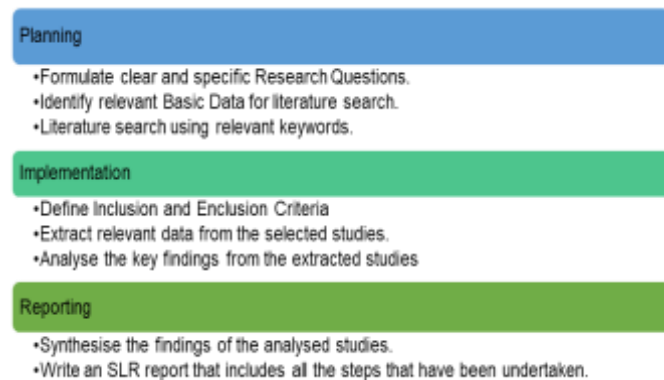 Planning
•Formulate clear and specific Research Questions.
•Identify relevant Basic Data for literature search.
•Literature search using relevant keywords.
Implementation
•Define Inclusion and Enclusion Criteria
•Extract relevant data from the selected studies.
•Analyse the key findings from the extracted studies
Reporting
•Synthesise the findings of the analysed studies.
•Write an SLR report that includes all the steps that have been undertaken.